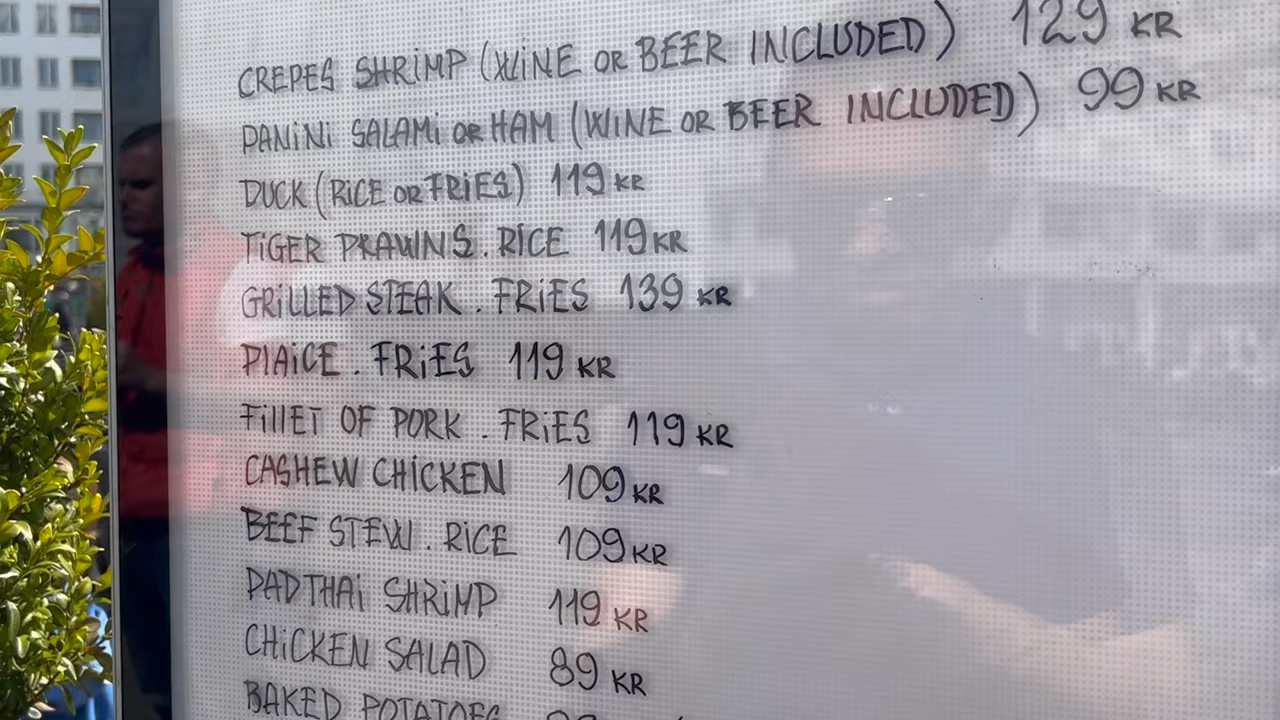 CREPES SHRiMP (WiNE OR BEER INCLUDED) 129 KR
PANiNi SALAMi OR HAM (WINE OR BEER INCLUDED) 99 KR
DUCK (RiCE OR FRiES) 119 KR
TiGER PRAWNS. RiCE 119 KR
GRiLLED STEAK. FRiES 139 KR
PlAiCE. FRiES 119 KR
FillET OF PORK. FRiES 119 KR
CASHEW CHiCKEN 109 KR
BEEF STEW. RiCE 109 KR
PADTHAi SHRiMP 119 KR
CHiCKEN SALAD 89 KR
BAKED POTATOES